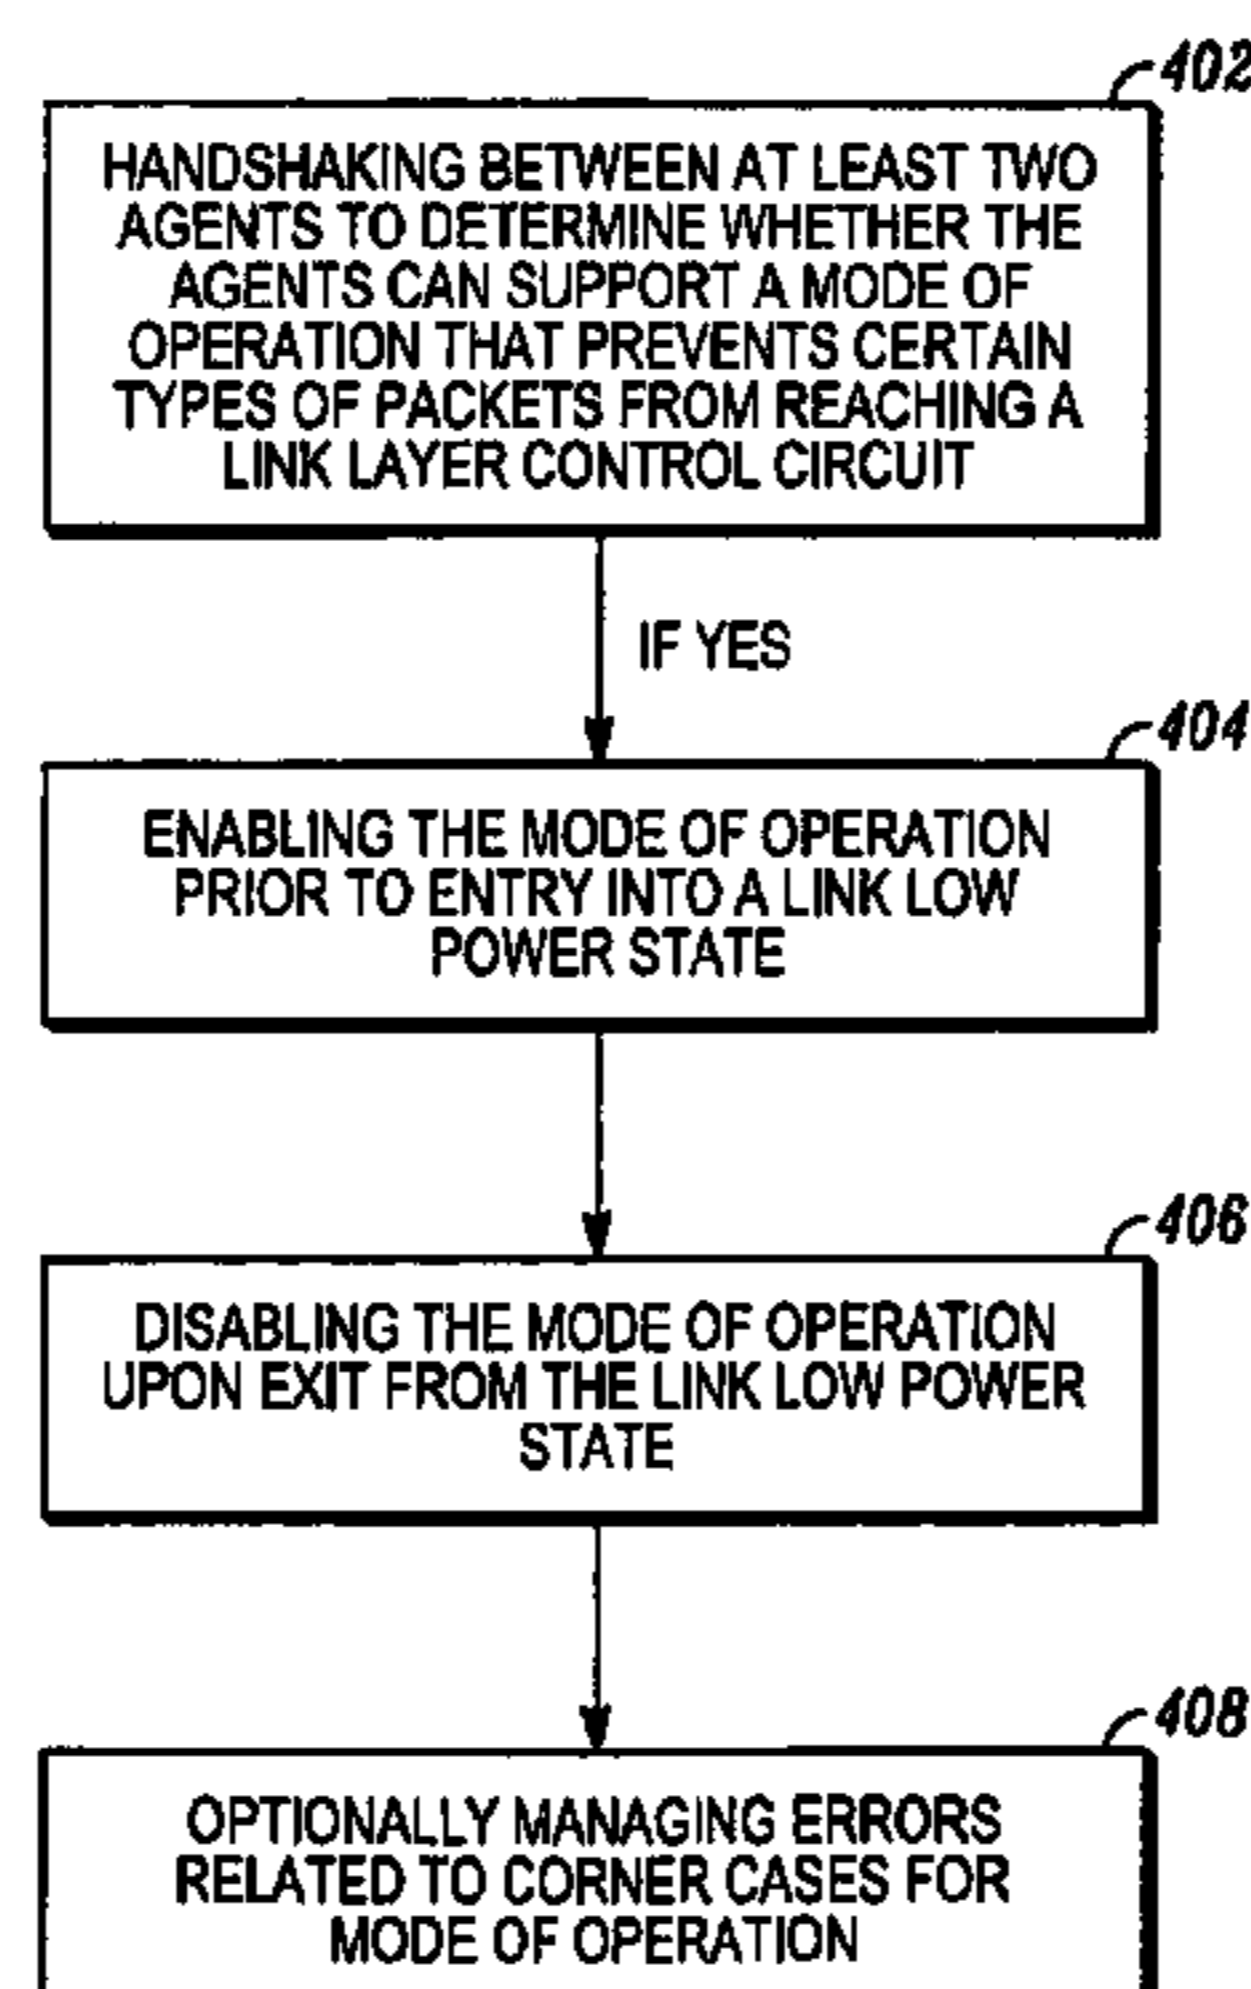 402
HANDSHAKING BETWEEN AT LEAST TWO
AGENTS TO DETERMINE WHETHER THE
AGENTS CAN SUPPORT A MODE OF
OPERATION THAT PREVENTS CERTAIN
TYPES OF PACKETS FROM REACHING A
LINK LAYER CONTROL CIRCUIT
IF YES
404
ENABLING THE MODE OF OPERATION
PRIOR TO ENTRY INTO A LINK LOW
POWER STATE
406
DISABLING THE MODE OF OPERATION
UPON EXIT FROM THE LINK LOW POWER
STATE
408
OPTIONALLY MANAGING ERRORS
RELATED TO CORNER CASES FOR
MODE OF OPERATION